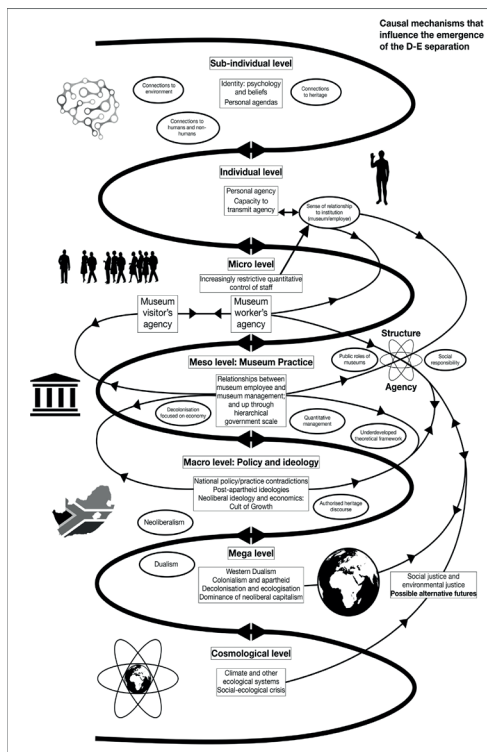 Causal mechanisms that
influence the emergence
of the D-E separation
Sub-individual level
Connections to
environment
Identity: psychology
and beliefs
Personal agendas
Connections
to heritage
Connections to
humans and non-
humans
Individual level
Personal agency
Capacity to
transmit agency
Sense of relationship
to institution
(museum/employer)
Micro level
Increasingly restrictive quantitative
control of staff
Museum
visitor's
agency
Museum
worker's
agency
Structure
Public roles of
museums
Social
responsibility
Agency
Meso level: Museum Practice
Relationships between
museum employee and
museum management;
and up through
hierarchical
government scale
Decolonisation
focused on economy
Quantitative
management
Underdeveloped
theoretical framework
Macro level: Policy and ideology
National policy/practice contradictions
Post-apartheid ideologies
Neoliberal ideology and economics:
Cult of Growth
Authorised heritage
discourse
Neoliberalism
Mega level
Dualism
Western Dualism
Colonialism and apartheid
Decolonisation and ecologisation
Dominance of neoliberal capitalism
Social justice and
environmental justice
Possible alternative futures
Cosmological level
Climate and other
ecological systems
Social-ecological crisis